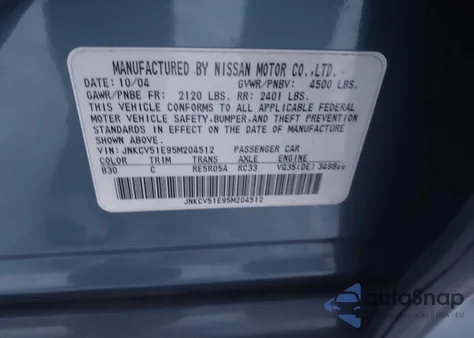 MANUFACTURED BY NISSAN MOTOR CO.,LTD.
DATE: 10/04 GVWR/PNBV: 4500 LBS.
GAWR/PNBE FR: 2120 LBS. RR: 2401 LBS.
THIS VEHICLE CONFORMS TO ALL APPLICABLE FEDERAL
MOTOR VEHICLE SAFETY,BUMPER,AND THEFT PREVENTION
STANDARDS IN EFFECT ON THE DATE OF MANUFACTURE
SHOWN ABOVE.
VIN: JNKCV51E95M204512 PASSENGER CAR
COLOR TRIM TRANS AXLE ENGINE
B30 C RE5R05A RC33 VQ35(DE) 3498cc
JNKCV51E95M204512
autoSnap